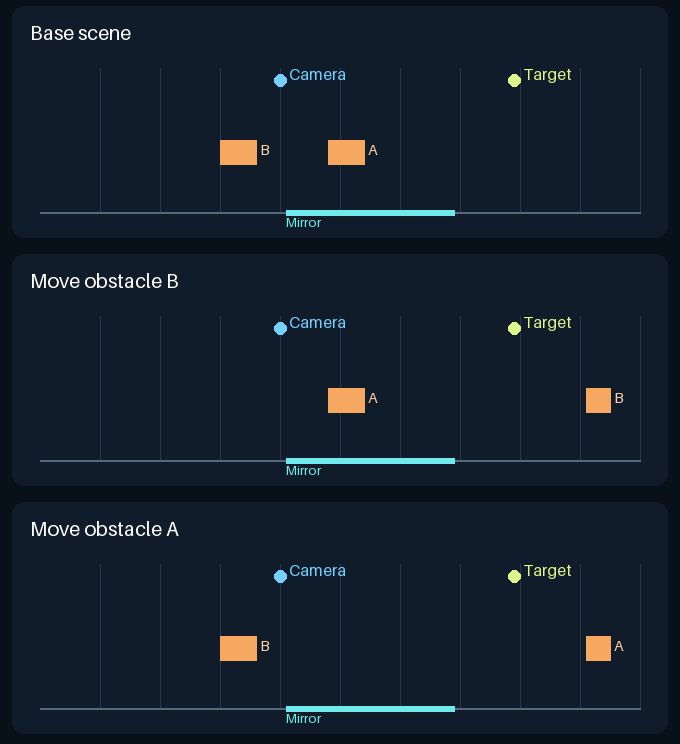 Base scene
Camera
Target
B
A
Mirror
Move obstacle B
Camera
Target
A
B
Mirror
Move obstacle A
Camera
Target
B
A
Mirror